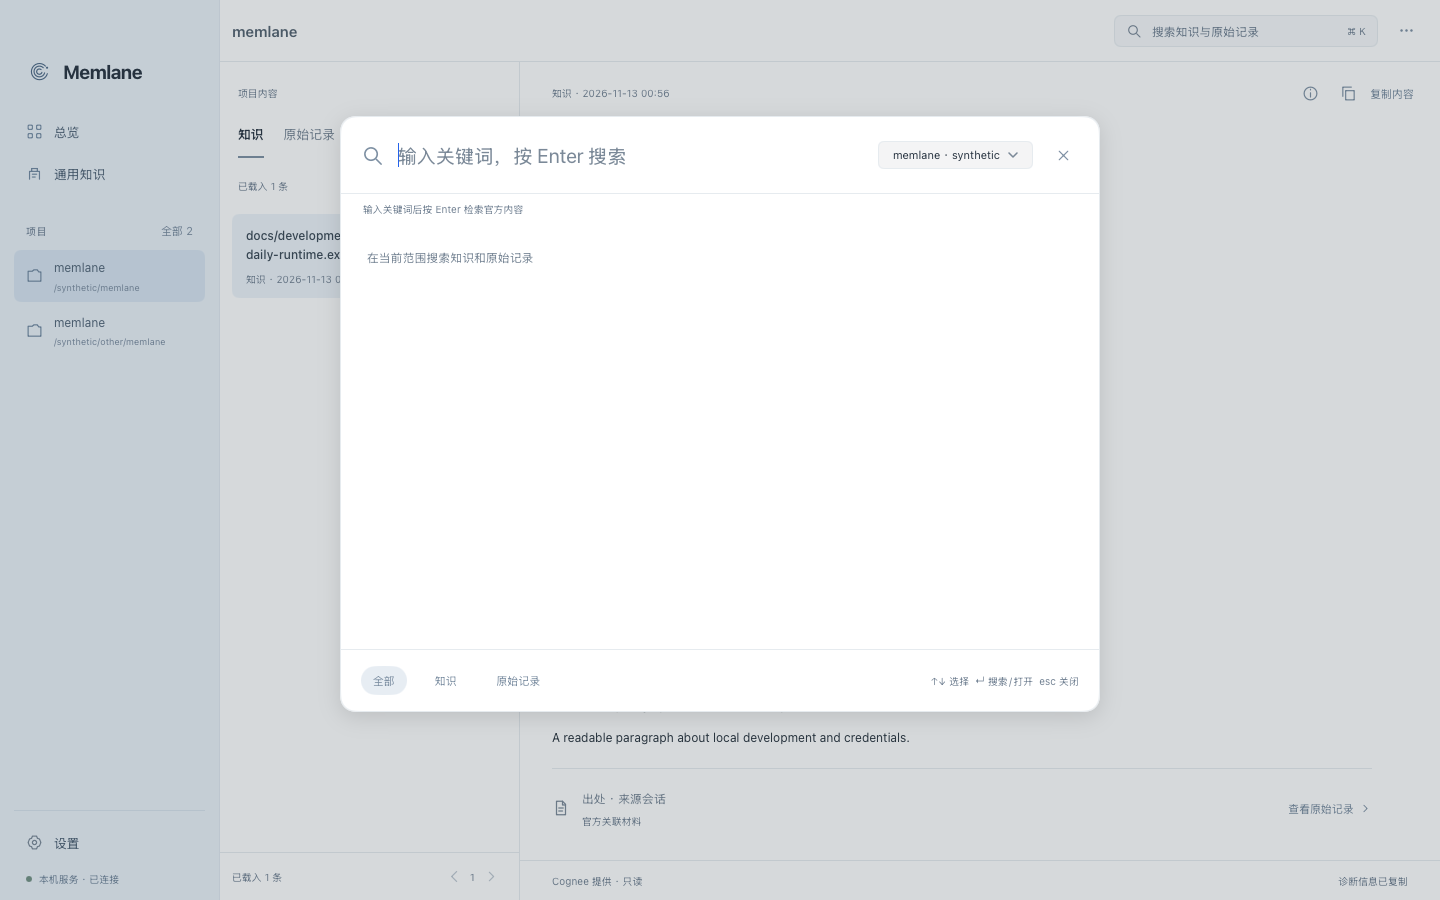 Memlane
总览
通用知识
项目
全部 2
memlane
/synthetic/memlane
memlane
/synthetic/other/memlane
设置
本机服务 · 已连接
memlane
搜索知识与原始记录
⌘ K
项目内容
知识
原始记录
已载入 1 条
docs/developme
daily-runtime.ex
知识 · 2026-11-13 0
已载入 1 条
1
知识 · 2026-11-13 00:56
复制内容
输入关键词，按 Enter 搜索
memlane · synthetic
输入关键词后按 Enter 检索官方内容
在当前范围搜索知识和原始记录
全部
知识
原始记录
↑↓ 选择 ↵ 搜索/打开 esc 关闭
A readable paragraph about local development and credentials.
出处 · 来源会话
官方关联材料
查看原始记录
Cognee 提供 · 只读
诊断信息已复制